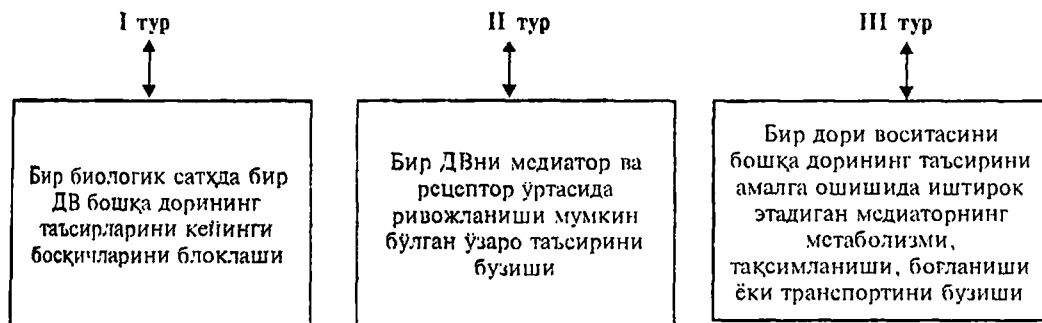 I тур
II тур
III тур
Бир биологик сатҳда бир
ДВ бошқа дорининг
таъсирларини кейинги
босқичларини блоклаши
Бир ДВни медиатор ва
рецептор ўртасида
ривожланиши мумкин
бўлган ўзаро таъсирини
бузиши
Бир дори воситасини
бошқа дорининг таъсирини
амалга ошишида иштирок
этадиган медиаторнинг
метаболизми,
тақсимланиши, боғланиши
ёки транспортини бузиши